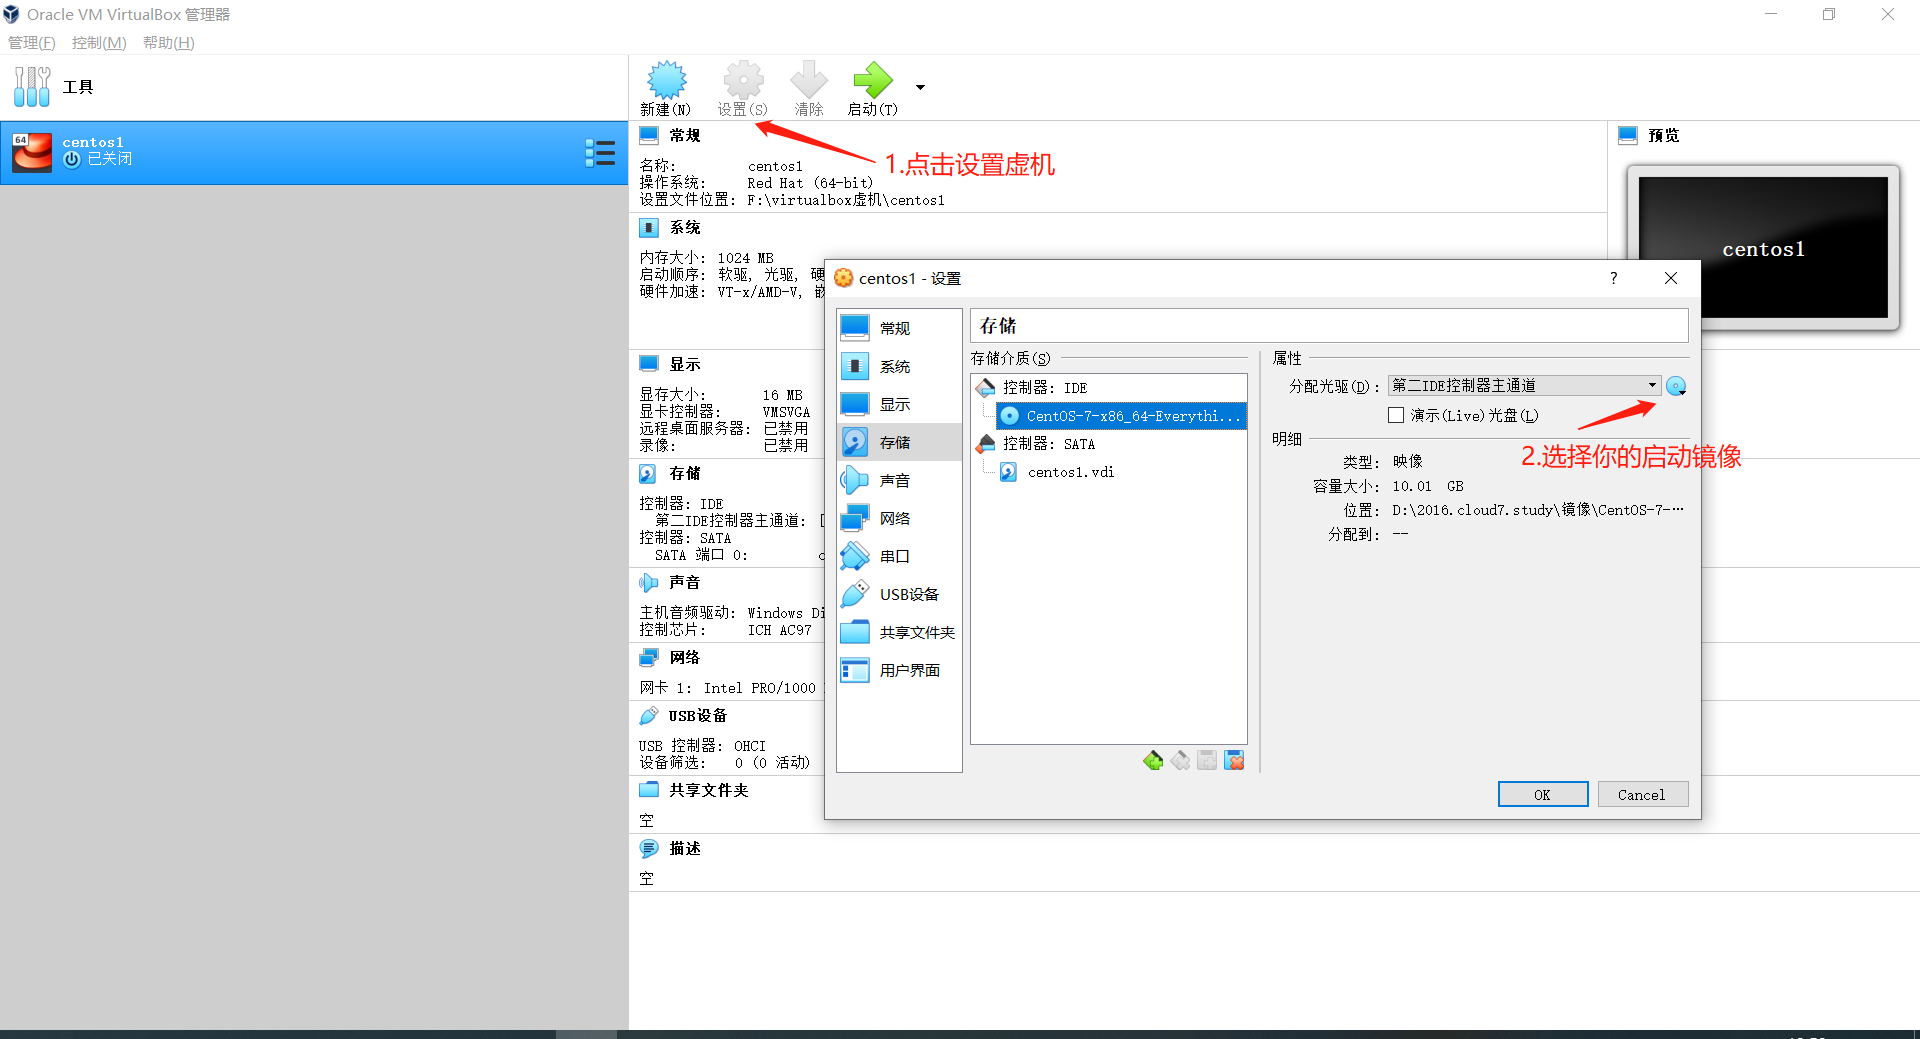 Oracle VM VirtualBox 管理器
管理(F) 控制(M) 帮助(H)
工具
新建(N) 设置(S) 清除 启动(T)
64
centos1
已关闭
常规
名称: centos1
操作系统: Red Hat (64-bit)
设置文件位置: F:\virtualbox虚机\centos1
1.点击设置虚机
预览
centos1
系统
内存大小: 1024 MB
启动顺序: 软驱, 光驱, 硬
硬件加速: VT-x/AMD-V, 嵌
显示
显存大小: 16 MB
显卡控制器: VMSVGA
远程桌面服务器: 已禁用
录像: 已禁用
存储
控制器: IDE
第二IDE控制器主通道: [
控制器: SATA
SATA 端口 0: c
声音
主机音频驱动: Windows Di
控制芯片: ICH AC97
网络
网卡 1: Intel PRO/1000
USB设备
USB 控制器: OHCI
设备筛选: 0 (0 活动)
共享文件夹
空
描述
空
centos1 - 设置
?
常规
系统
显示
存储
声音
网络
串口
USB设备
共享文件夹
用户界面
存储
存储介质(S)
控制器: IDE
CentOS-7-x86_64-Everythi...
控制器: SATA
centos1.vdi
属性
分配光驱(D): 第二IDE控制器主通道
演示(Live)光盘(L)
明细
2.选择你的启动镜像
类型: 映像
容量大小: 10.01 GB
位置: D:\2016.cloud7.study\镜像\CentOS-7-…
分配到: --
OK Cancel